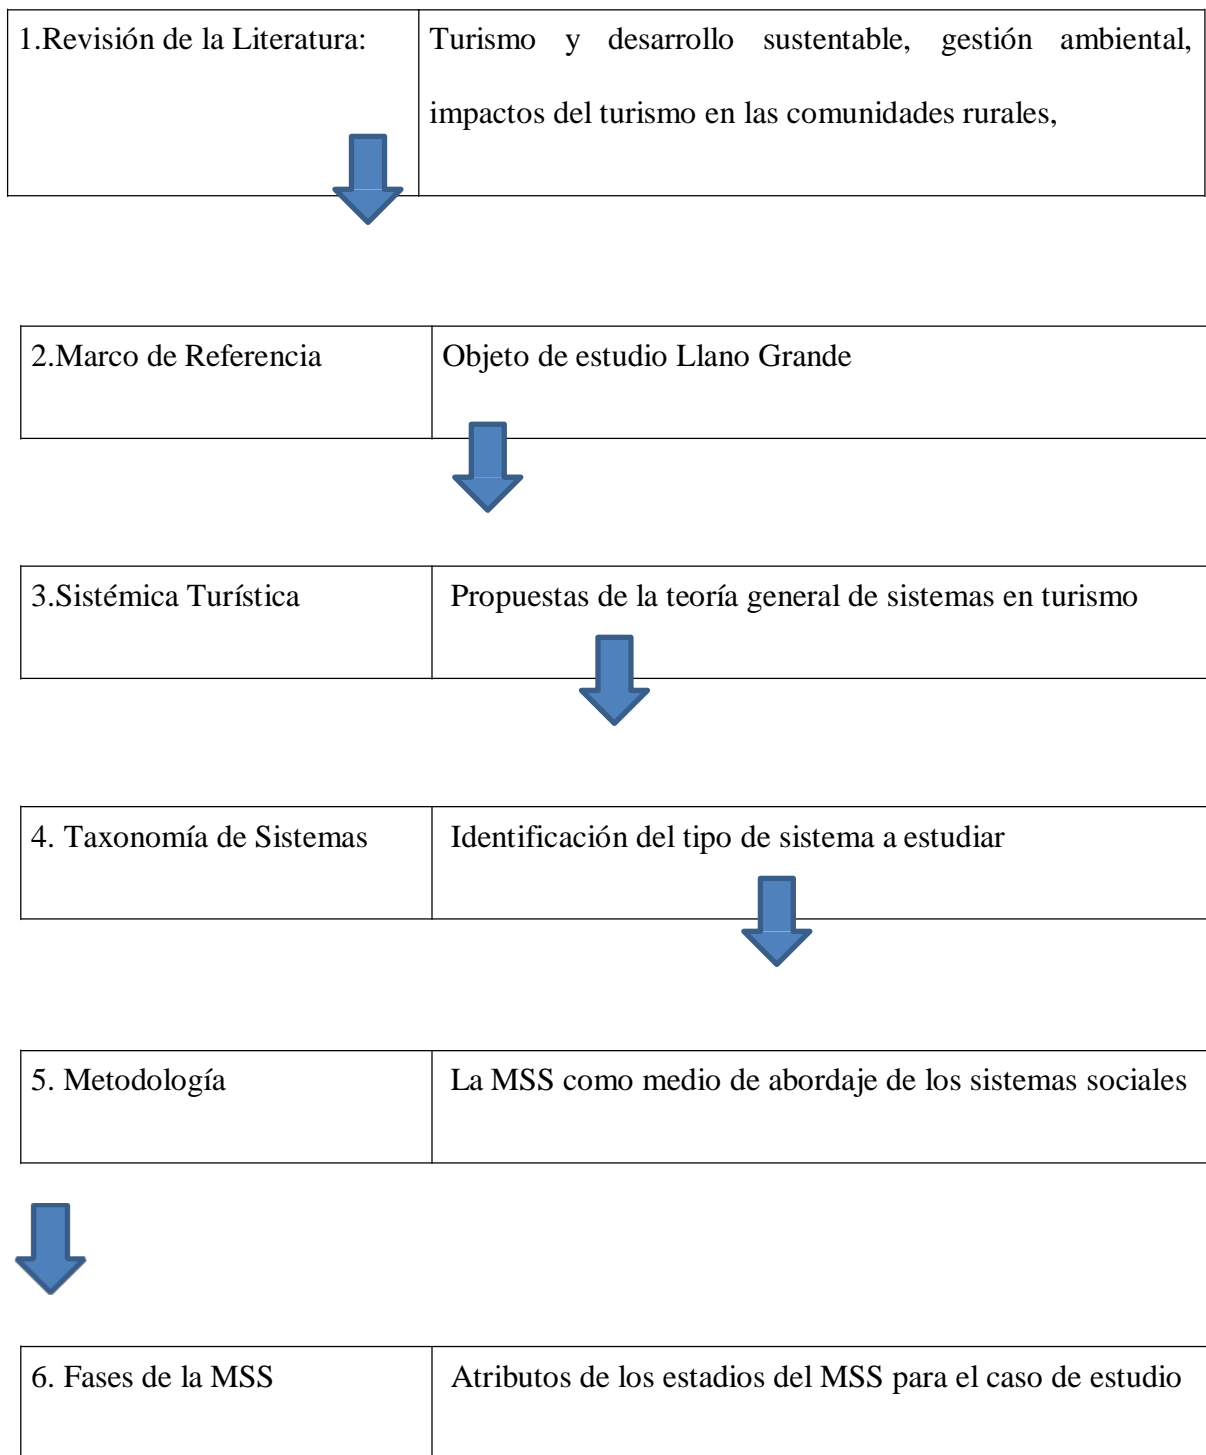 1.Revisión de la Literatura:
Turismo y desarrollo sustentable, gestión ambiental,
impactos del turismo en las comunidades rurales,
2.Marco de Referencia
Objeto de estudio Llano Grande
3.Sistémica Turística
Propuestas de la teoría general de sistemas en turismo
4. Taxonomía de Sistemas
Identificación del tipo de sistema a estudiar
5. Metodología
La MSS como medio de abordaje de los sistemas sociales
6. Fases de la MSS
Atributos de los estadios del MSS para el caso de estudio